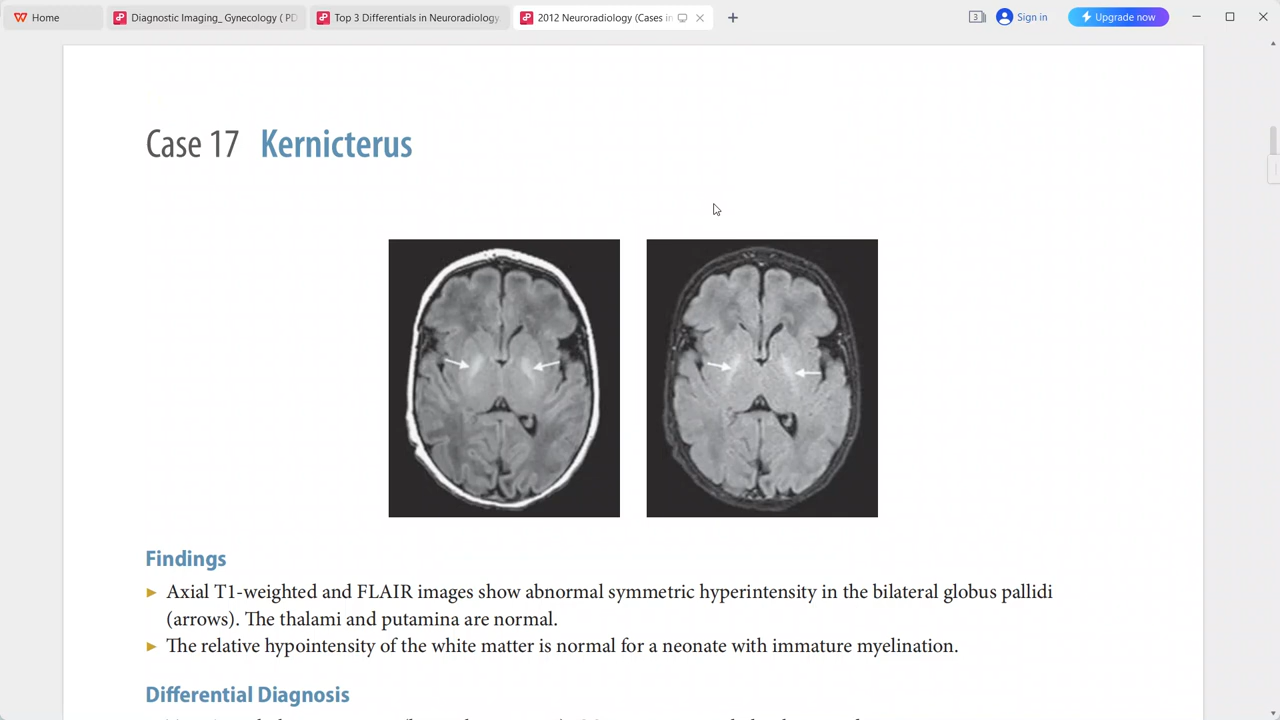 Home
Diagnostic Imaging_ Gynecology ( PD
Top 3 Differentials in Neuroradiology
2012 Neuroradiology (Cases in
3
Sign in
Upgrade now
Case 17 Kernicterus
Findings
► Axial T1-weighted and FLAIR images show abnormal symmetric hyperintensity in the bilateral globus pallidi
(arrows). The thalami and putamina are normal.
► The relative hypointensity of the white matter is normal for a neonate with immature myelination.
Differential Diagnosis